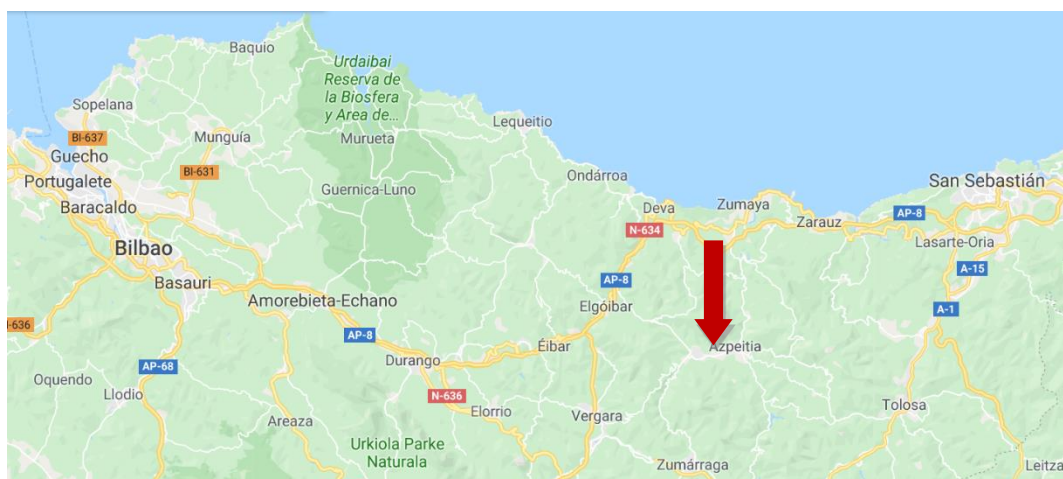 Baquio
Urdaibai
Reserva de
la Biosfera
y Area de...
Sopelana
Lequeitio
BI-637
Munguía
Murueta
Guecho
BI-631
Ondárroa
Portugalete
Guernica-Luno
San Sebastián
Baracaldo
Deva
Zumaya
Zarauz
AP-8
N-634
Bilbao
Lasarte-Oria
Basauri
AP-8
A-15
Amorebieta-Echano
Elgóibar
A-1
BI-636
AP-8
Éibar
Azpeitia
Durango
AP-68
Oquendo
N-636
Llodio
Elorrio
Tolosa
Areaza
Vergara
Urkiola Parke
Naturala
Zumárraga
Leitza